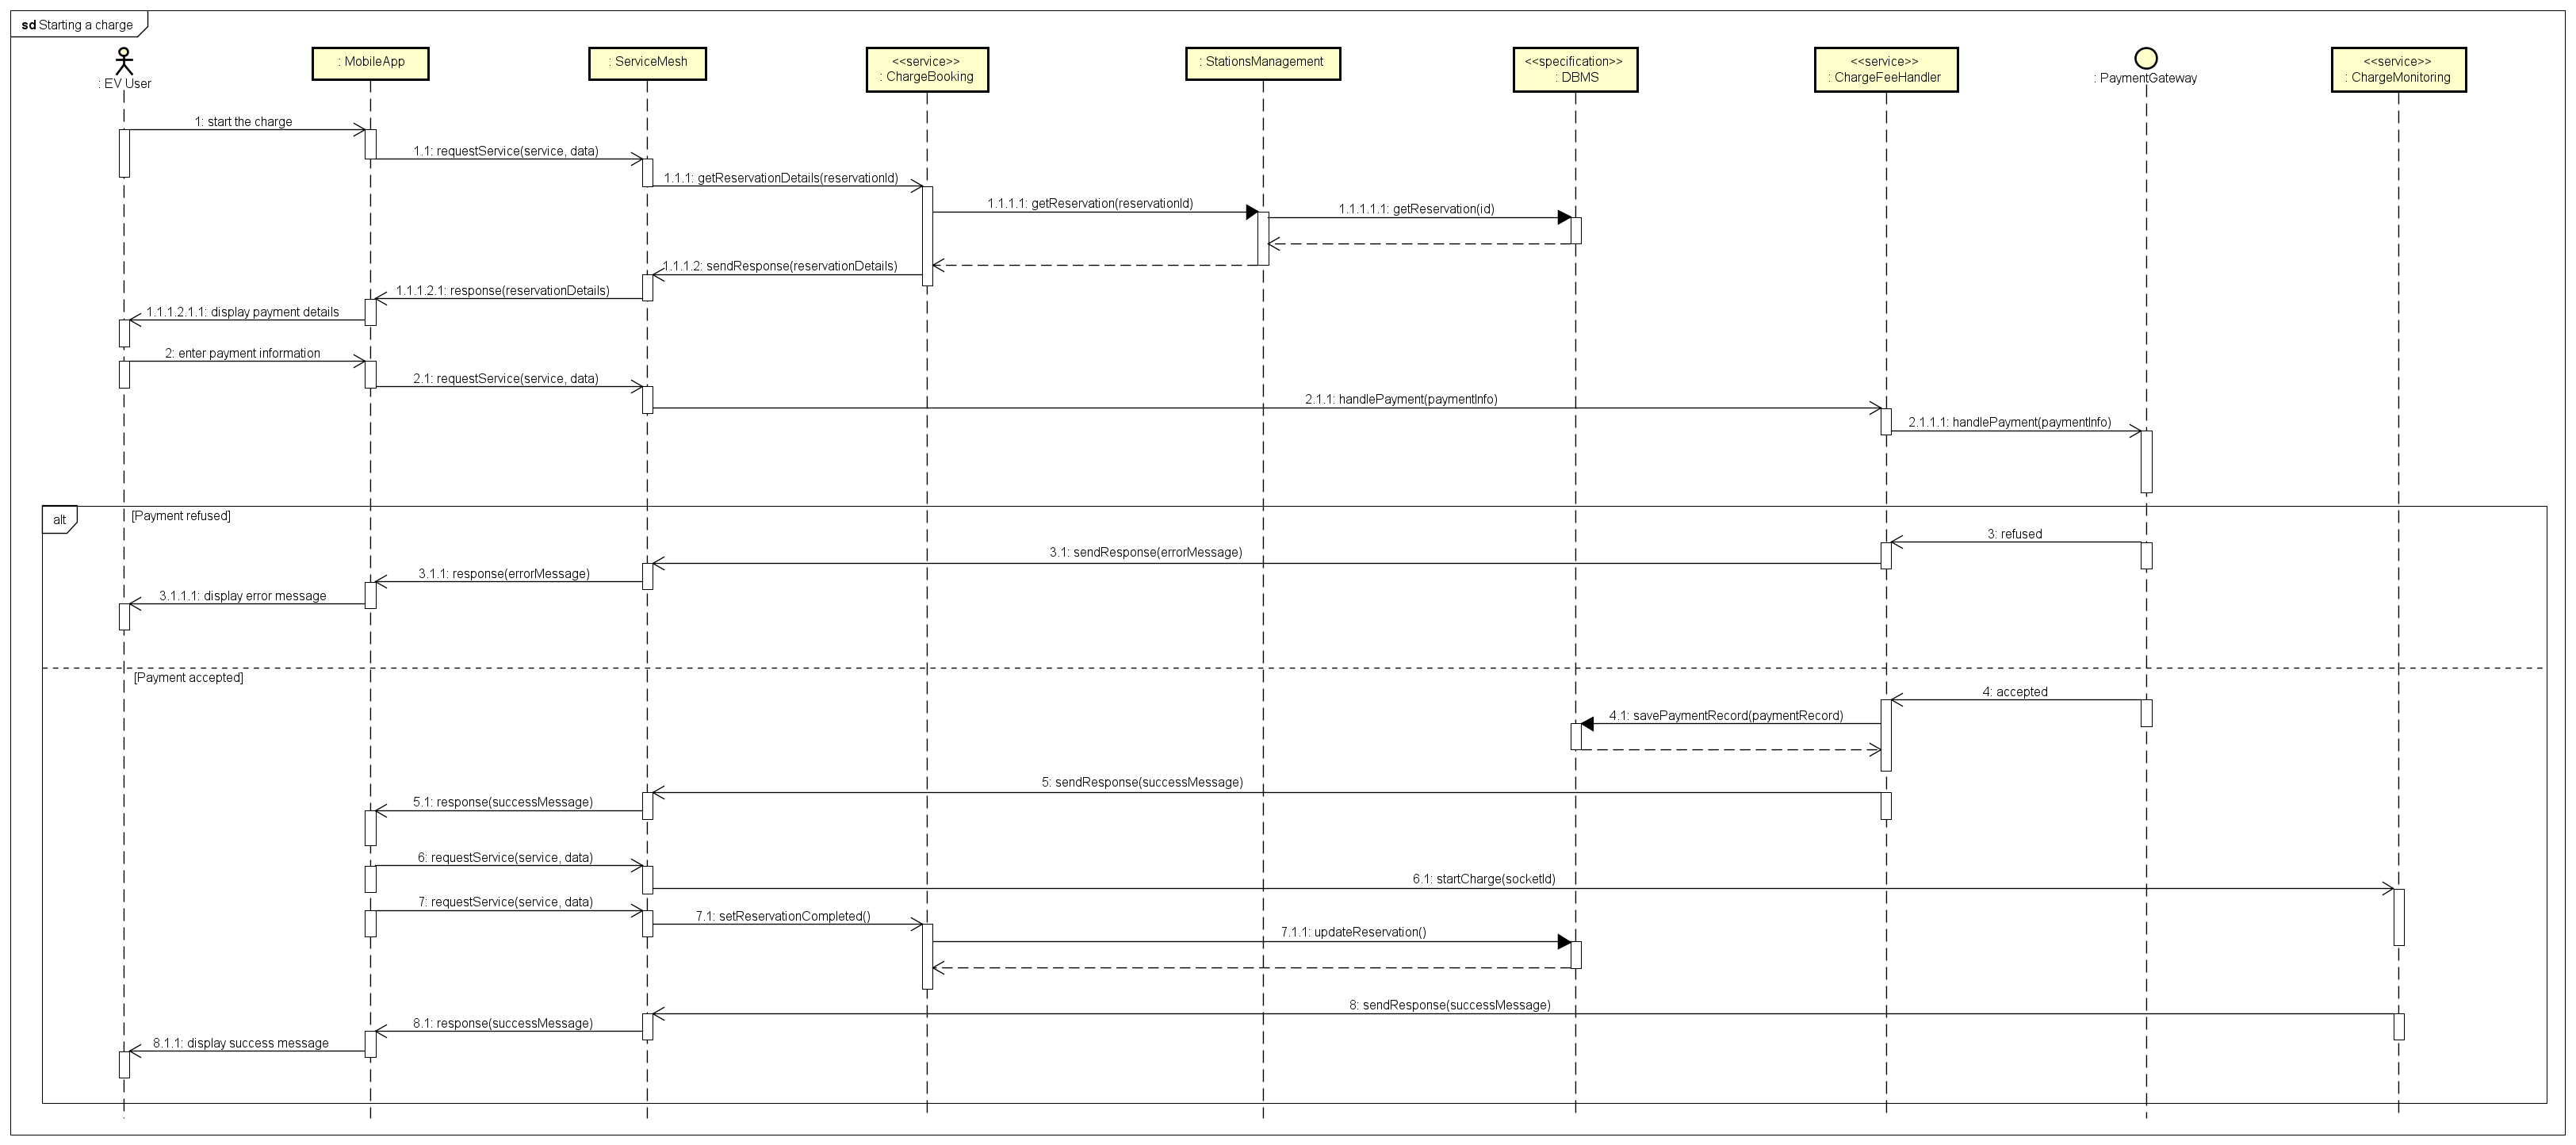 sd Starting a charge
: EV User
: MobileApp
: ServiceMesh
<<service>>
: ChargeBooking
: StationsManagement
<<specification>>
: DBMS
<<service>>
: ChargeFeeHandler
: PaymentGateway
<<service>>
: ChargeMonitoring
1: start the charge
1.1: requestService(service, data)
1.1.1: getReservationDetails(reservationId)
1.1.1.1: getReservation(reservationId)
1.1.1.1.1: getReservation(id)
1.1.1.2: sendResponse(reservationDetails)
1.1.1.2.1: response(reservationDetails)
1.1.1.2.1.1: display payment details
2: enter payment information
2.1: requestService(service, data)
2.1.1: handlePayment(paymentInfo)
2.1.1.1: handlePayment(paymentInfo)
alt
[Payment refused]
3: refused
3.1: sendResponse(errorMessage)
3.1.1: response(errorMessage)
3.1.1.1: display error message
[Payment accepted]
4: accepted
4.1: savePaymentRecord(paymentRecord)
5: sendResponse(successMessage)
5.1: response(successMessage)
6: requestService(service, data)
6.1: startCharge(socketId)
7: requestService(service, data)
7.1: setReservationCompleted()
7.1.1: updateReservation()
8: sendResponse(successMessage)
8.1: response(successMessage)
8.1.1: display success message